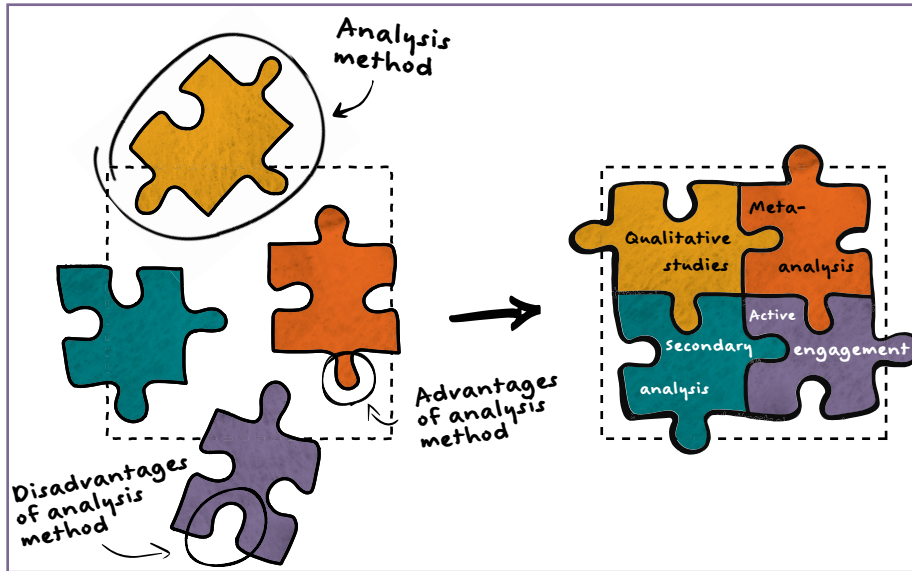 Analysis
method
Advantages
of analysis
method
Disadvantages
of analysis
method
Qualitative
studies
Meta-
analysis
Secondary
analysis
Active
engagement